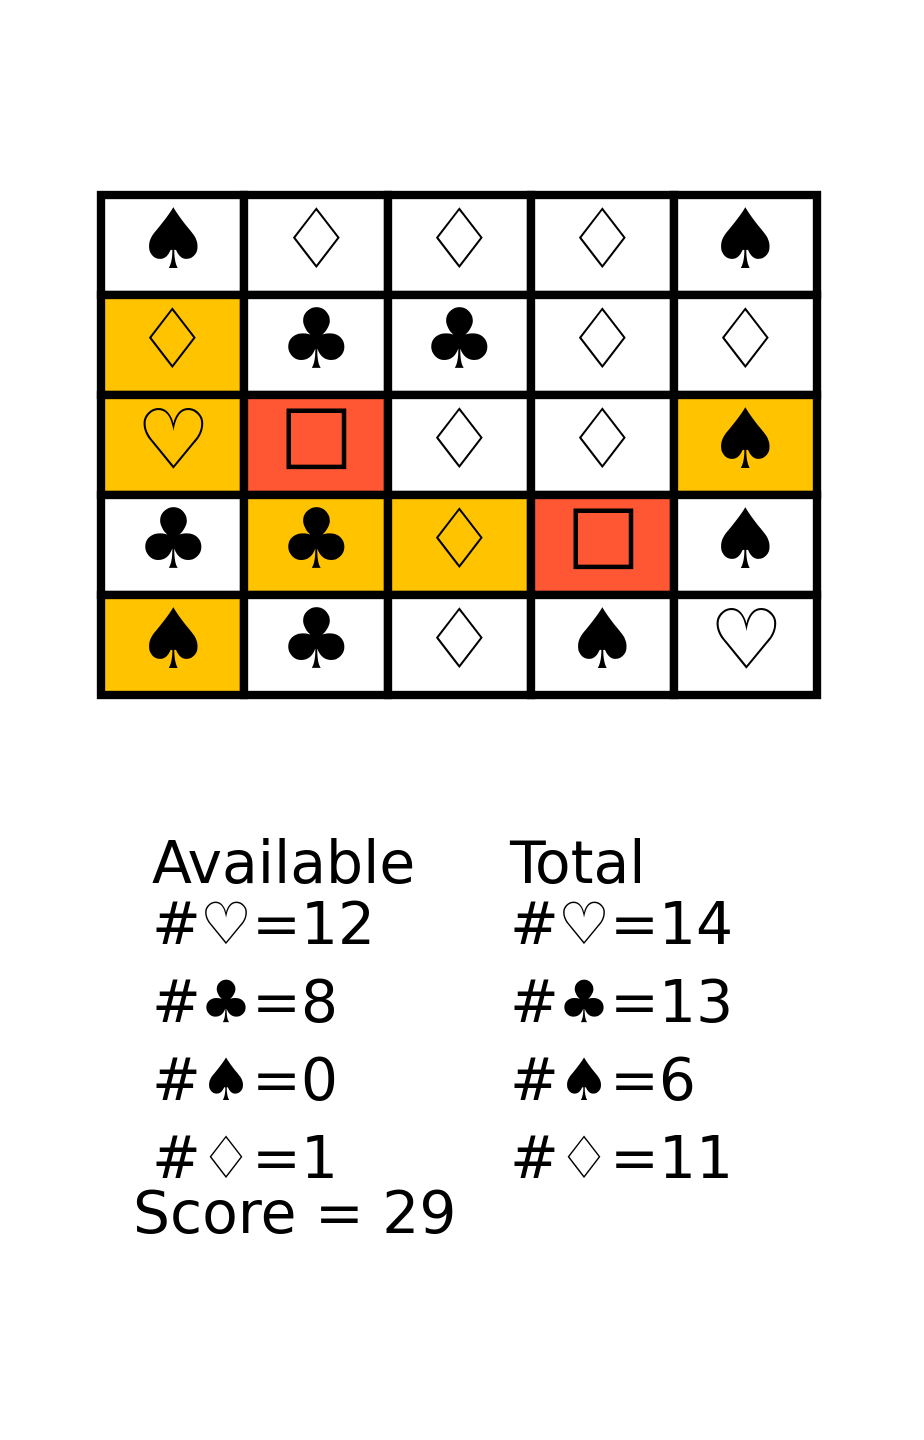 ♠ ♢ ♢ ♢ ♠
♢ ♣ ♣ ♢ ♢
♡ □ ♢ ♢ ♠
♣ ♣ ♢ □ ♠
♠ ♣ ♢ ♠ ♡
Available Total
#♡=12 #♡=14
#♣=8 #♣=13
#♠=0 #♠=6
#♢=1 #♢=11
Score = 29